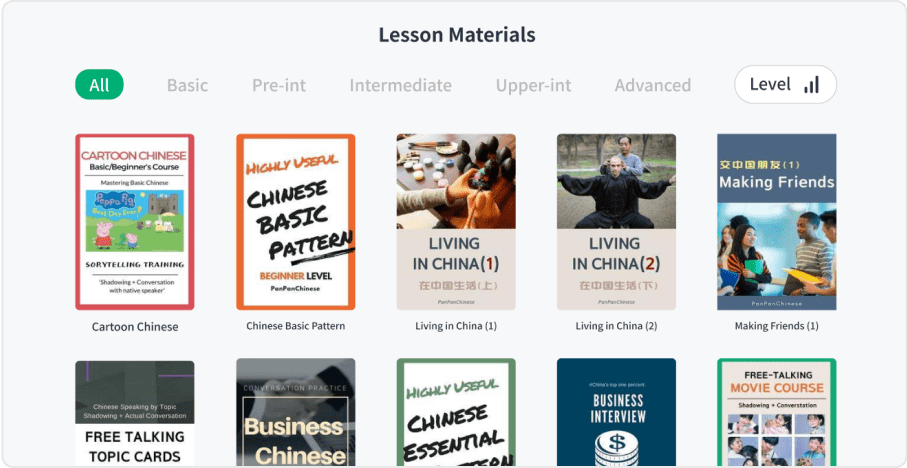 Lesson Materials
All Basic Pre-int Intermediate Upper-int Advanced Level
CARTOON CHINESE
Basic/Beginner's Course
Mastering Basic Chinese
Peppa Pig
Best Day Ever!
SORYTELLING TRAINING
'Shadowing + Conversation
with native speaker'
Cartoon Chinese
HIGHLY USEFUL
CHINESE
BASIC
PATTERN
BEGINNER LEVEL
PanPanChinese
Chinese Basic Pattern
LIVING
IN CHINA(1)
在中国生活(上)
PanPanChinese
Living in China (1)
LIVING
IN CHINA(2)
在中国生活(下)
PanPanChinese
Living in China (2)
交中国朋友(1)
Making Friends
PanPanChinese
Making Friends (1)
Chinese Speaking by Topic
Shadowing + Actual Conversation
FREE TALKING
TOPIC CARDS
CONVERSATION PRACTICE
Business
Chinese
HIGHLY USEFUL
CHINESE
ESSENTIAL
PATTERN
#China's top one percent
BUSINESS
INTERVIEW
$
FREE-TALKING
MOVIE COURSE
Shadowing + Converstation